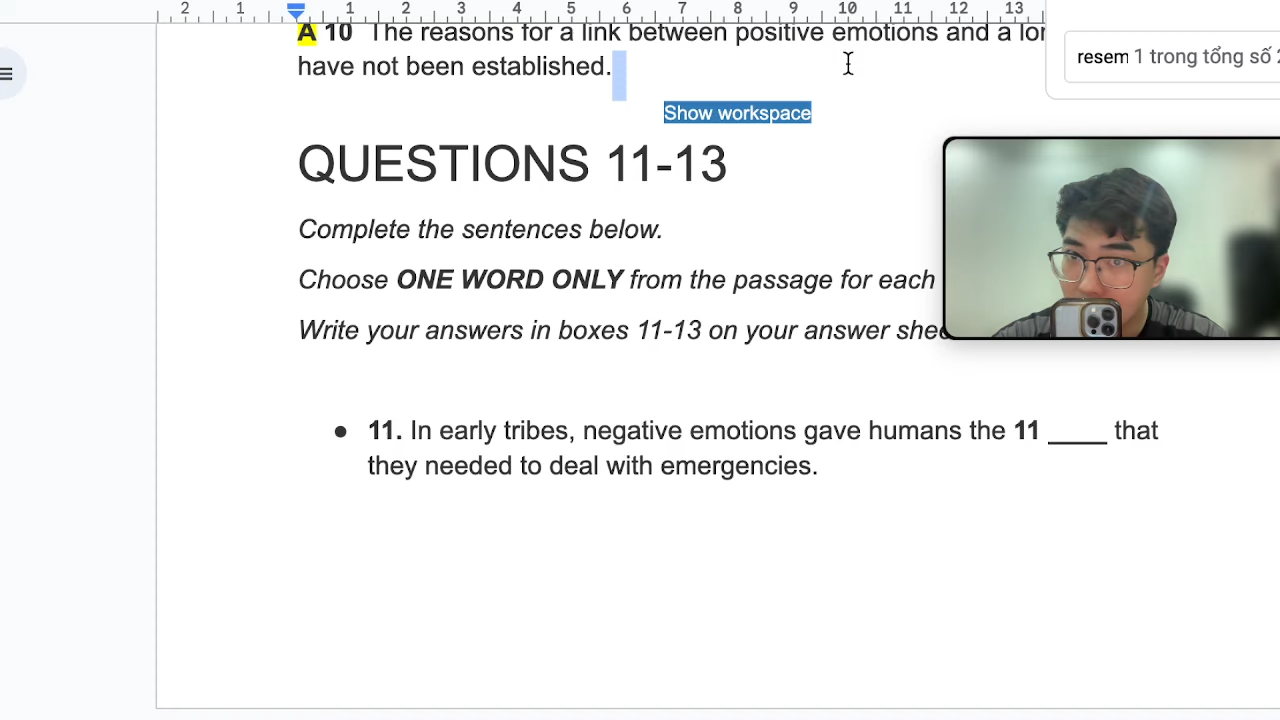 2 1 1 2 3 4 5 6 7 8 9 10 11 12 13
A 10 The reasons for a link between positive emotions and a
resem 1 trong tổng số
have not been established.
Show workspace
QUESTIONS 11-13
Complete the sentences below.
Choose ONE WORD ONLY from the passage for each
Write your answers in boxes 11-13 on your answer
● 11. In early tribes, negative emotions gave humans the 11 ____ that
they needed to deal with emergencies.